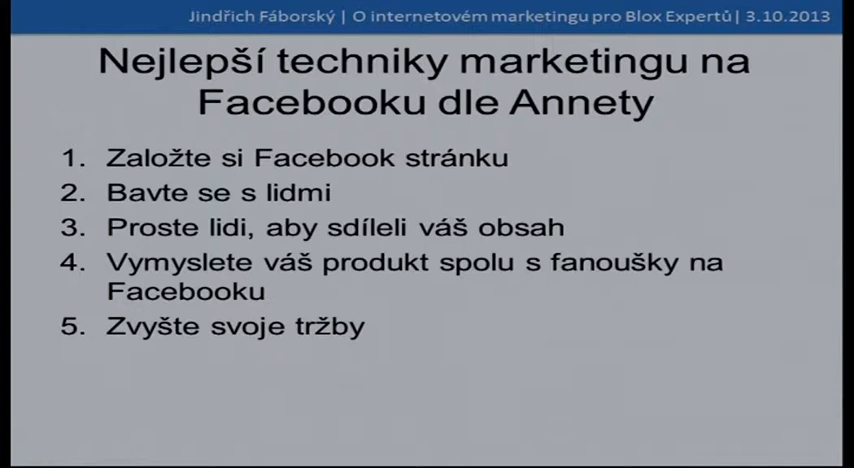 Jindřich Fáborský | O internetovém marketingu pro Blox Expertů| 3.10.2013
Nejlepší techniky marketingu na
Facebooku dle Annety
1. Založte si Facebook stránku
2. Bavte se s lidmi
3. Proste lidi, aby sdíleli váš obsah
4. Vymyslete váš produkt spolu s fanoušky na
Facebooku
5. Zvyšte svoje tržby